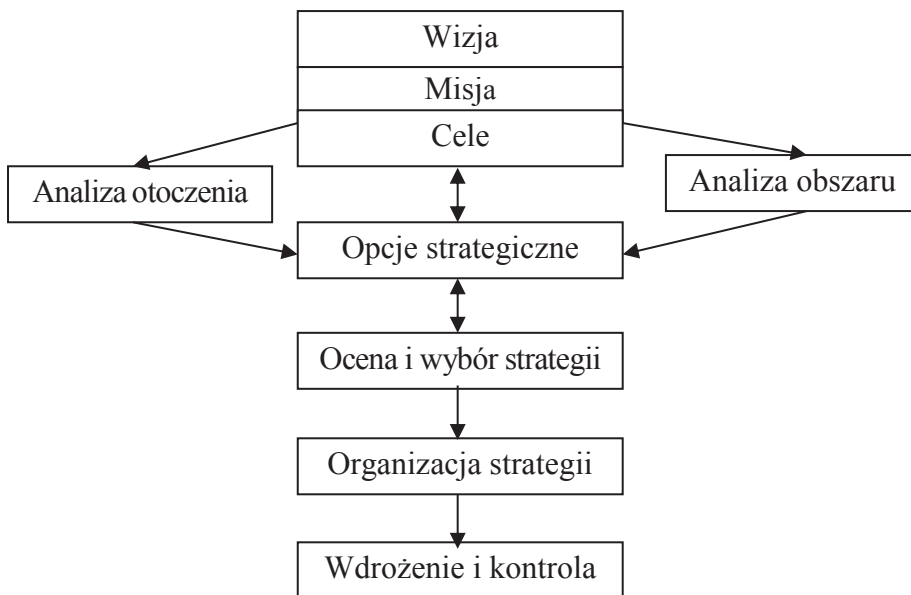 Wizja
Misja
Cele
Analiza otoczenia
Analiza obszaru
Opcje strategiczne
Ocena i wybór strategii
Organizacja strategii
Wdrożenie i kontrola